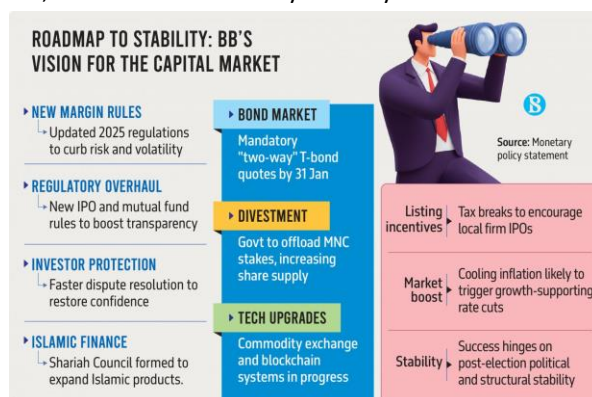 ROADMAP TO STABILITY: BB'S
VISION FOR THE CAPITAL MARKET
NEW MARGIN RULES
Updated 2025 regulations
to curb risk and volatility
REGULATORY OVERHAUL
New IPO and mutual fund
rules to boost transparency
INVESTOR PROTECTION
Faster dispute resolution to
restore confidence
ISLAMIC FINANCE
Shariah Council formed to
expand Islamic products.
BOND MARKET
Mandatory
"two-way" T-bond
quotes by 31 Jan
DIVESTMENT
Govt to offload MNC
stakes, increasing
share supply
TECH UPGRADES
Commodity exchange
and blockchain
systems in progress
Source: Monetary
policy statement
Listing
incentives
Tax breaks to encourage
local firm IPOs
Market
boost
Cooling inflation likely to
trigger growth-supporting
rate cuts
Stability
Success hinges on
post-election political
and structural stability